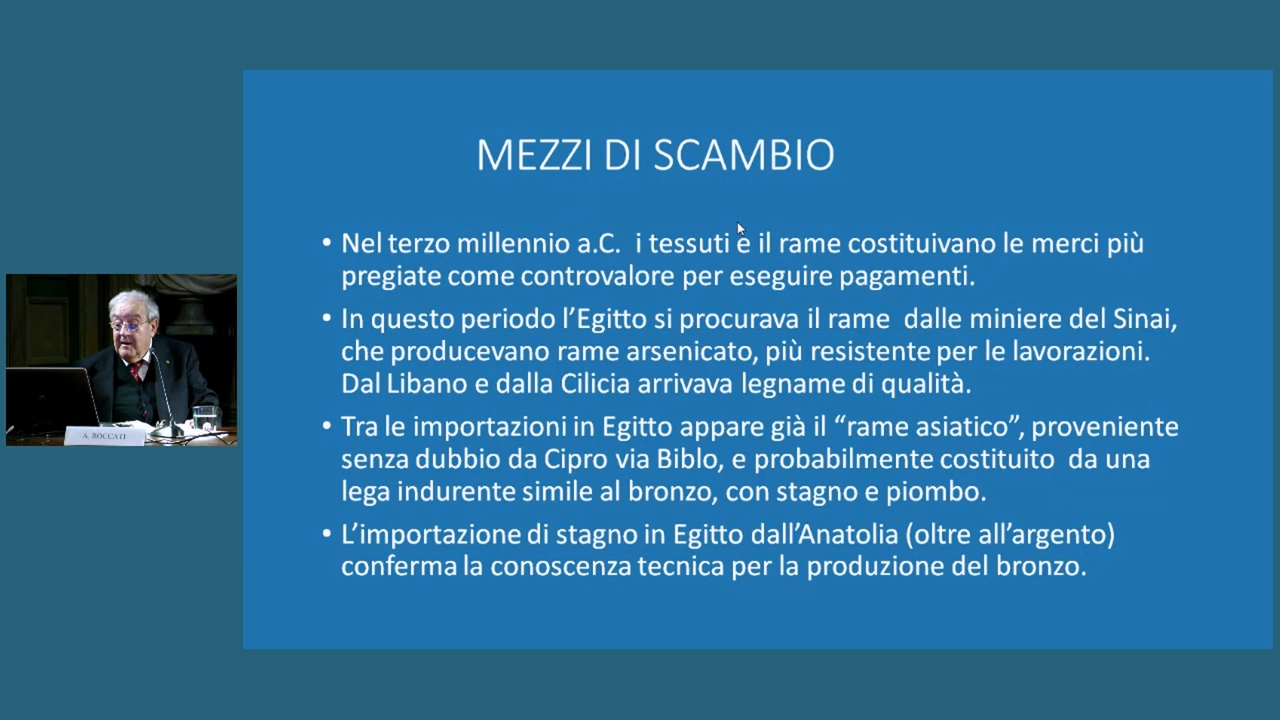 MEZZI DI SCAMBIO
• Nel terzo millennio a.C. i tessuti e il rame costituivano le merci più
pregiate come controvalore per eseguire pagamenti.
• In questo periodo l’Egitto si procurava il rame dalle miniere del Sinai,
che producevano rame arsenicato, più resistente per le lavorazioni.
Dal Libano e dalla Cilicia arrivava legname di qualità.
• Tra le importazioni in Egitto appare già il “rame asiatico”, proveniente
senza dubbio da Cipro via Biblo, e probabilmente costituito da una
lega indurente simile al bronzo, con stagno e piombo.
• L’importazione di stagno in Egitto dall’Anatolia (oltre all’argento)
conferma la conoscenza tecnica per la produzione del bronzo.
A. ROCCATI